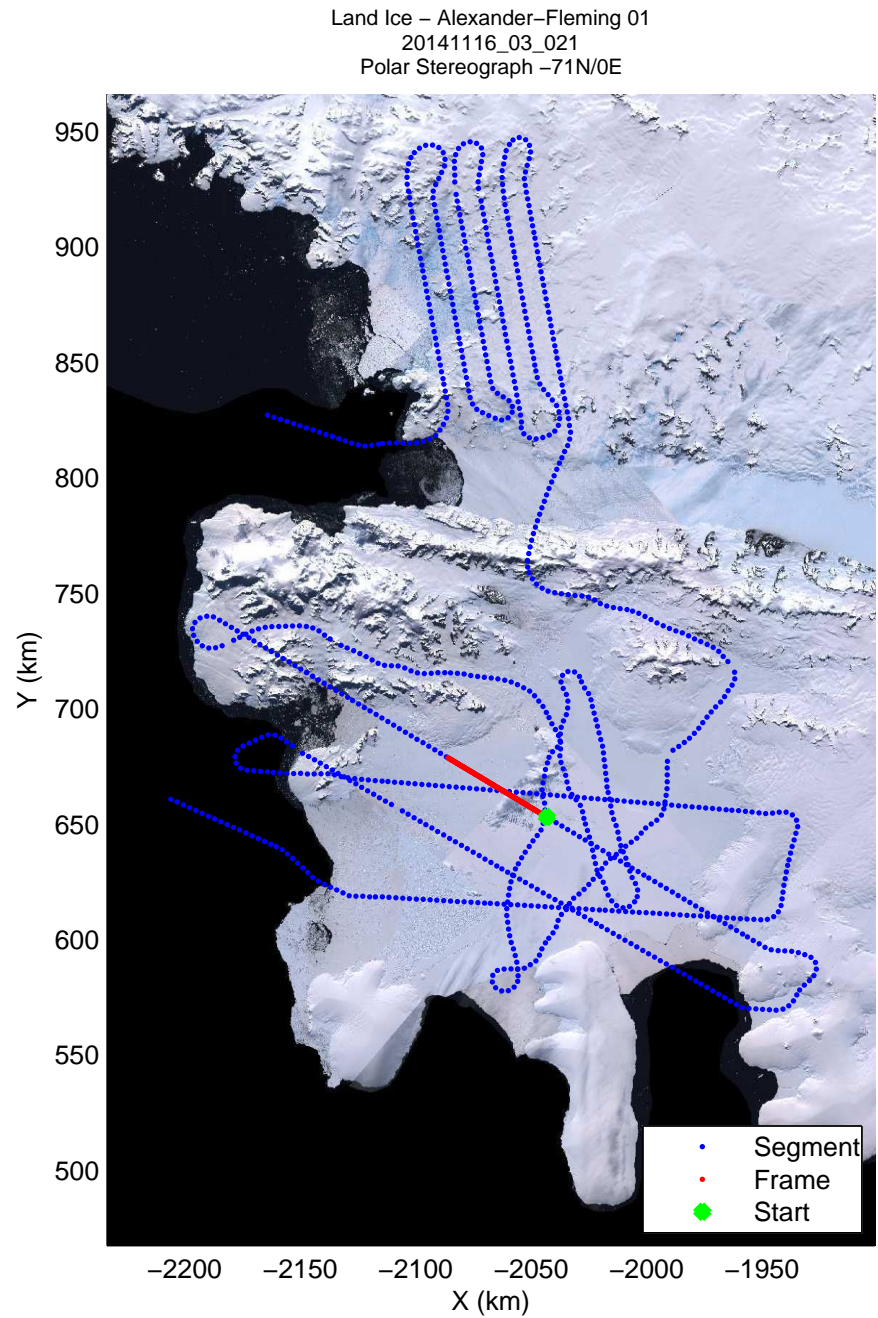 Land Ice − Alexander−Fleming 01
20141116_03_021
Polar Stereograph −71N/0E
950
900
850
800
750
700
650
600
550
500
Y (km)
Segment
Frame
Start
−2200 −2150 −2100 −2050 −2000 −1950
X (km)